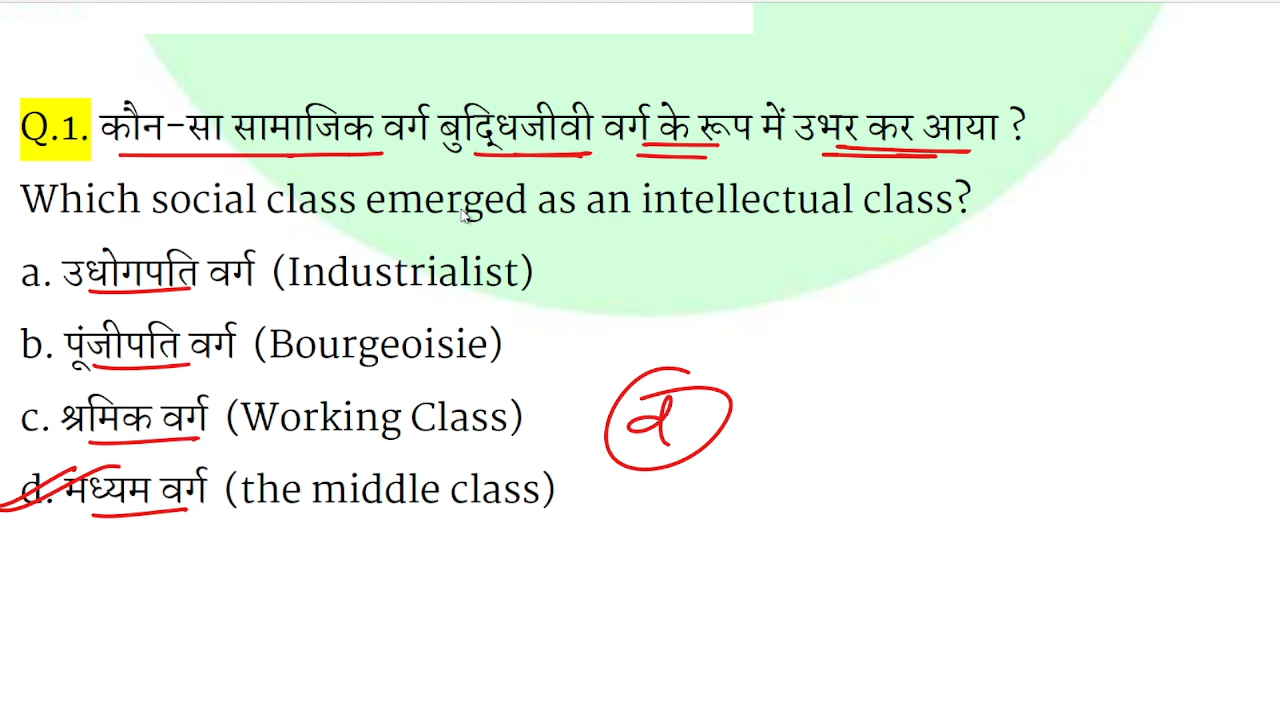 Q.1. कौन-सा सामाजिक वर्ग बुद्धिजीवी वर्ग के रूप में उभर कर आया ?
Which social class emerged as an intellectual class?
a. उधोगपति वर्ग (Industrialist)
b. पूंजीपति वर्ग (Bourgeoisie)
c. श्रमिक वर्ग (Working Class)
d
d. मध्यम वर्ग (the middle class)